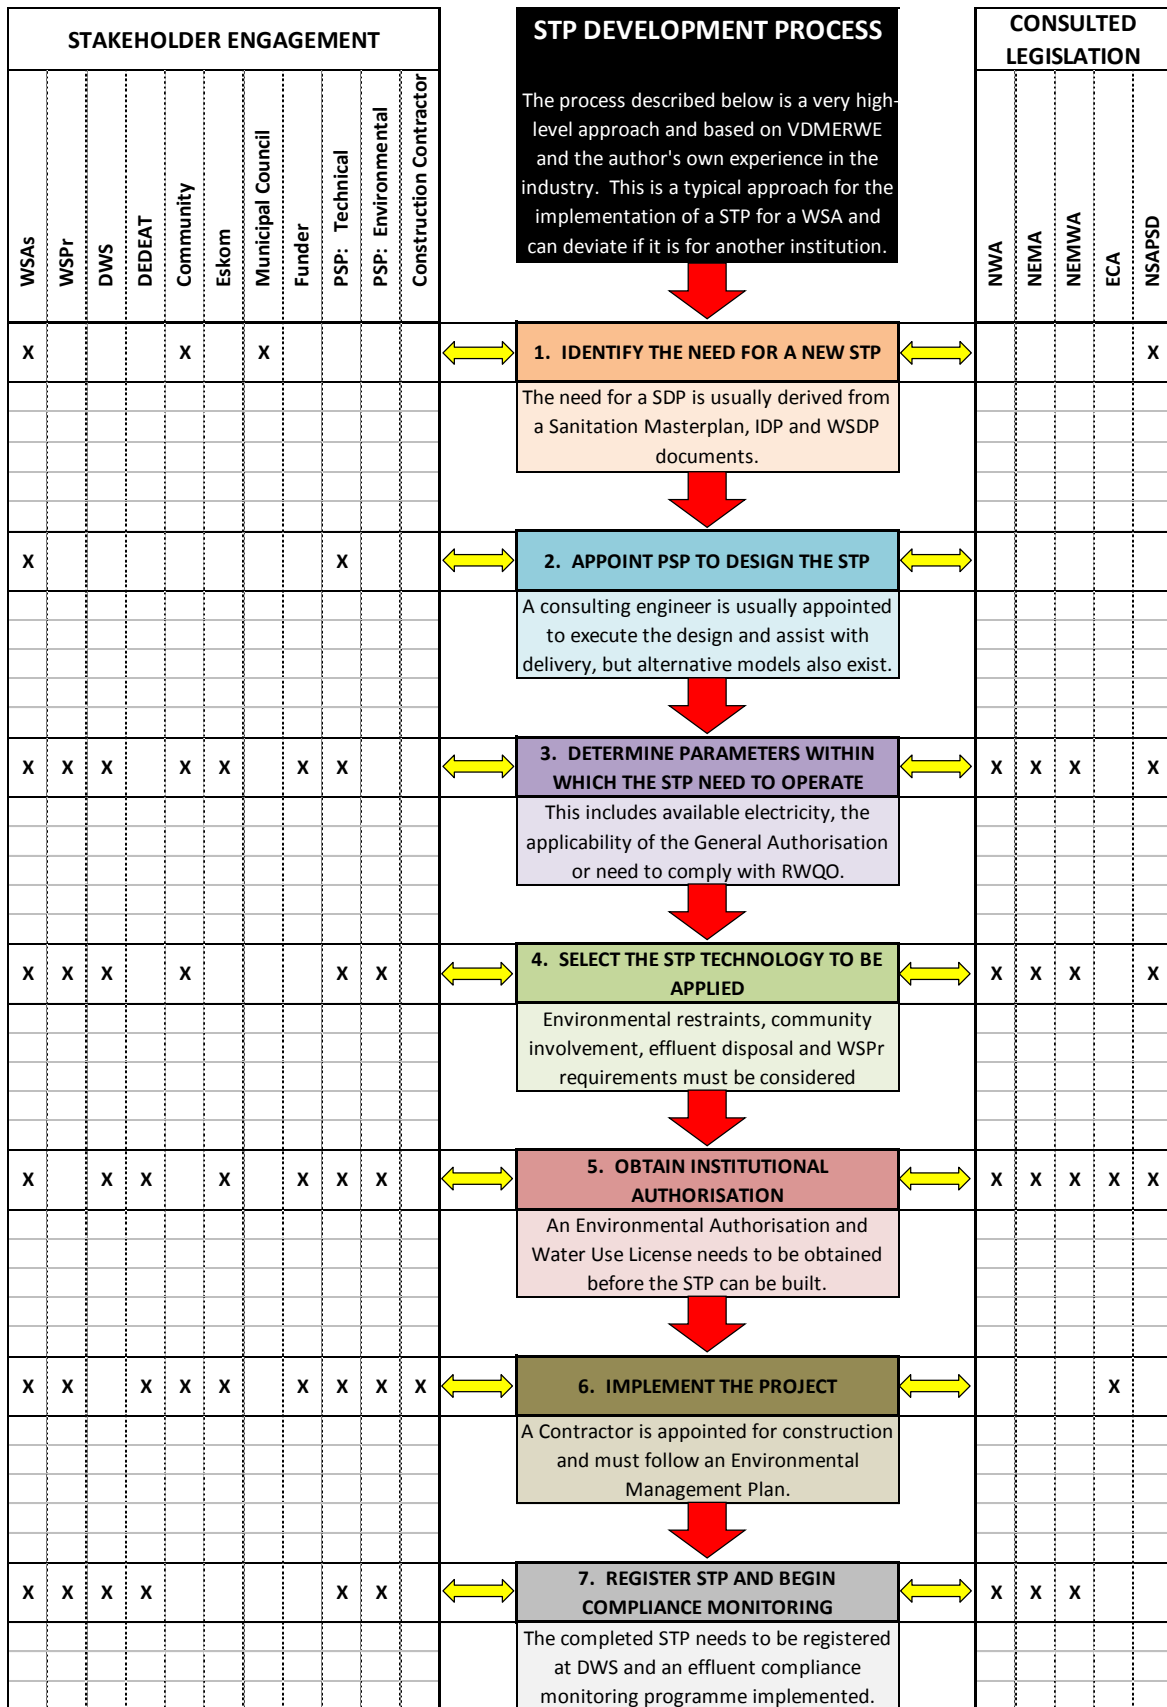 STAKEHOLDER ENGAGEMENT
STP DEVELOPMENT PROCESS
CONSULTED
LEGISLATION
The process described below is a very high-
level approach and based on VDMERWE
and the author's own experience in the
industry.  This is a typical approach for the
implementation of a STP for a WSA and
can deviate if it is for another institution.
WSAs
WSPr
DWS
DEDEAT
Community
Eskom
Municipal Council
Funder
PSP:  Technical
PSP:  Environmental
Construction Contractor
NWA
NEMA
NEMWA
ECA
NSAPSD
X X X
1.  IDENTIFY THE NEED FOR A NEW STP
X
The need for a SDP is usually derived from
a Sanitation Masterplan, IDP and WSDP
documents.
X X
2.  APPOINT PSP TO DESIGN THE STP
A consulting engineer is usually appointed
to execute the design and assist with
delivery, but alternative models also exist.
X X X X X X X
3.  DETERMINE PARAMETERS WITHIN
WHICH THE STP NEED TO OPERATE
X X X X
This includes available electricity, the
applicability of the General Authorisation
or need to comply with RWQO.
X X X X X X
4.  SELECT THE STP TECHNOLOGY TO BE
APPLIED
X X X X
Environmental restraints, community
involvement, effluent disposal and WSPr
requirements must be considered
X X X X X X X
5.  OBTAIN INSTITUTIONAL
AUTHORISATION
X X X X X
An Environmental Authorisation and
Water Use License needs to be obtained
before the STP can be built.
X X X X X X X X X
6.  IMPLEMENT THE PROJECT
X
A Contractor is appointed for construction
and must follow an Environmental
Management Plan.
X X X X X X
7.  REGISTER STP AND BEGIN
COMPLIANCE MONITORING
X X X
The completed STP needs to be registered
at DWS and an effluent compliance
monitoring programme implemented.